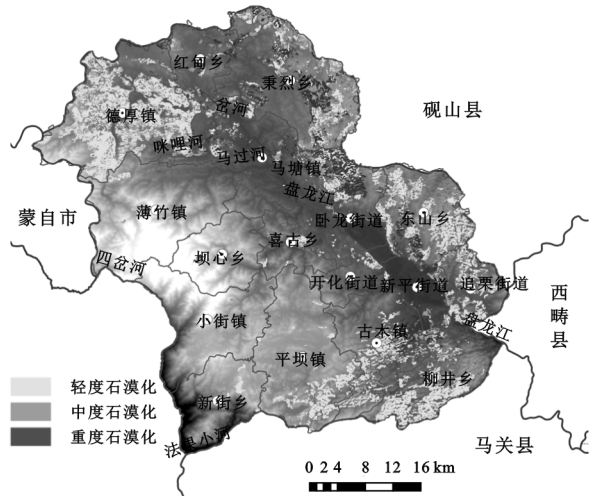 红甸乡
秉烈乡
砚山县
德厚镇
岔河
咪哩河
马过河
马塘镇
盘龙江
蒙自市
薄竹镇
卧龙街道
东山乡
喜古乡
四岔河
坝心乡
开化街道
新平街道
追栗街道
西畴县
小街镇
古木镇
盘龙江
平坝镇
柳井乡
轻度石漠化
中度石漠化
重度石漠化
新街乡
法果小河
马关县
0 2 4 8 12 16 km